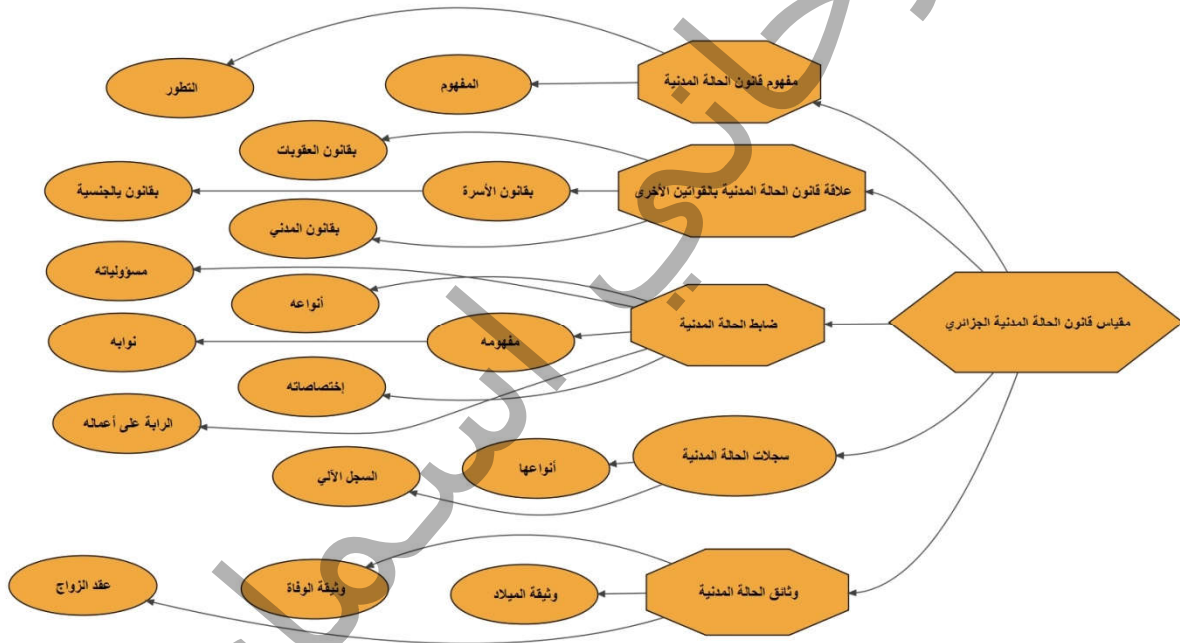 مفهوم قانون الحالة المدنية
المفهوم
التطور
علاقة قانون الحالة المدنية بالقوانين الأخرى
بقانون العقوبات
بقانون الأسرة
بقانون يالجنسية
بقانون المدني
مقياس قانون الحالة المدنية الجزائري
ضابط الحالة المدنية
مسؤولياته
أنواعه
مفهومه
نوابه
إختصاصاته
الرابة على أعماله
سجلات الحالة المدنية
أنواعها
السجل الآلي
وثائق الحالة المدنية
وثيقة الميلاد
وثيقة الوفاة
عقد الزواج